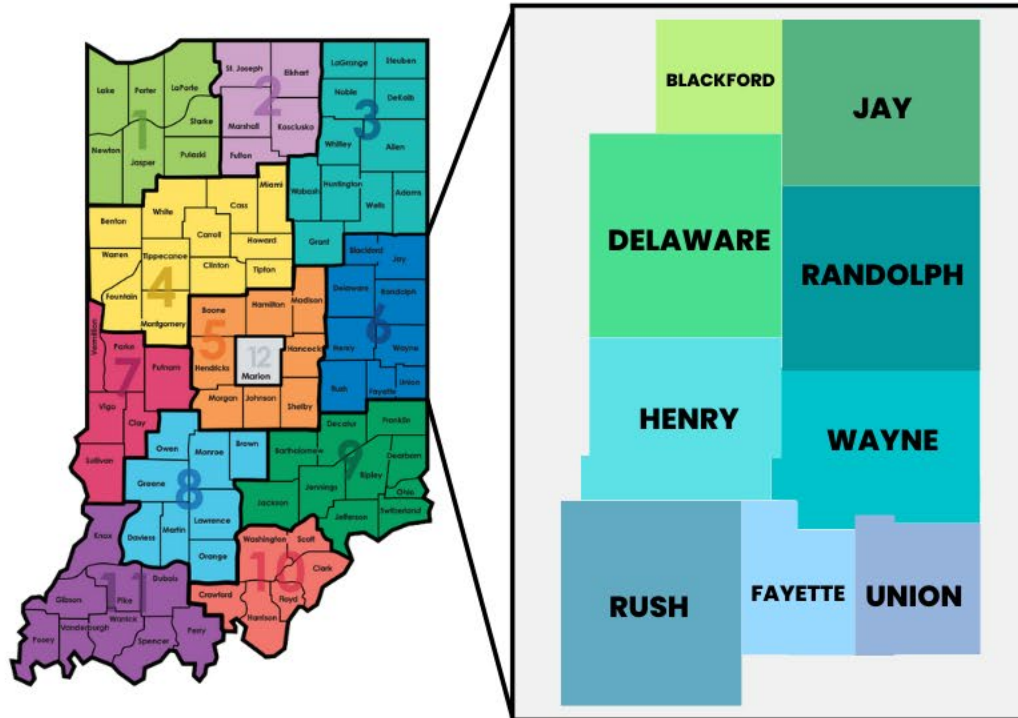 Lake
Porter
LaPorte
Starke
Newton
Jasper
Pulaski
1
St. Joseph
Elkhart
Marshall
Kosciusko
Fulton
2
LaGrange
Steuben
Noble
DeKalb
Whitley
Allen
Wabash
Huntington
Wells
Adams
Grant
3
Benton
White
Cass
Miami
Carroll
Howard
Warren
Tippecanoe
Clinton
Tipton
Fountain
Montgomery
4
Boone
Hamilton
Madison
Hendricks
Hancock
Morgan
Johnson
Shelby
5
12
Marion
Blackford
Jay
Delaware
Randolph
Henry
Wayne
Rush
Fayette
Union
6
Vermillion
Parke
Putnam
Vigo
Clay
Sullivan
7
Owen
Monroe
Brown
Greene
Daviess
Martin
Lawrence
Orange
8
Decatur
Franklin
Bartholomew
Dearborn
Ripley
Jennings
Ohio
Jackson
Jefferson
Switzerland
9
Washington
Scott
Clark
Crawford
Floyd
Harrison
10
Knox
Dubois
Gibson
Pike
Warrick
Posey
Vanderburgh
Spencer
Perry
11
BLACKFORD
JAY
DELAWARE
RANDOLPH
HENRY
WAYNE
RUSH
FAYETTE
UNION